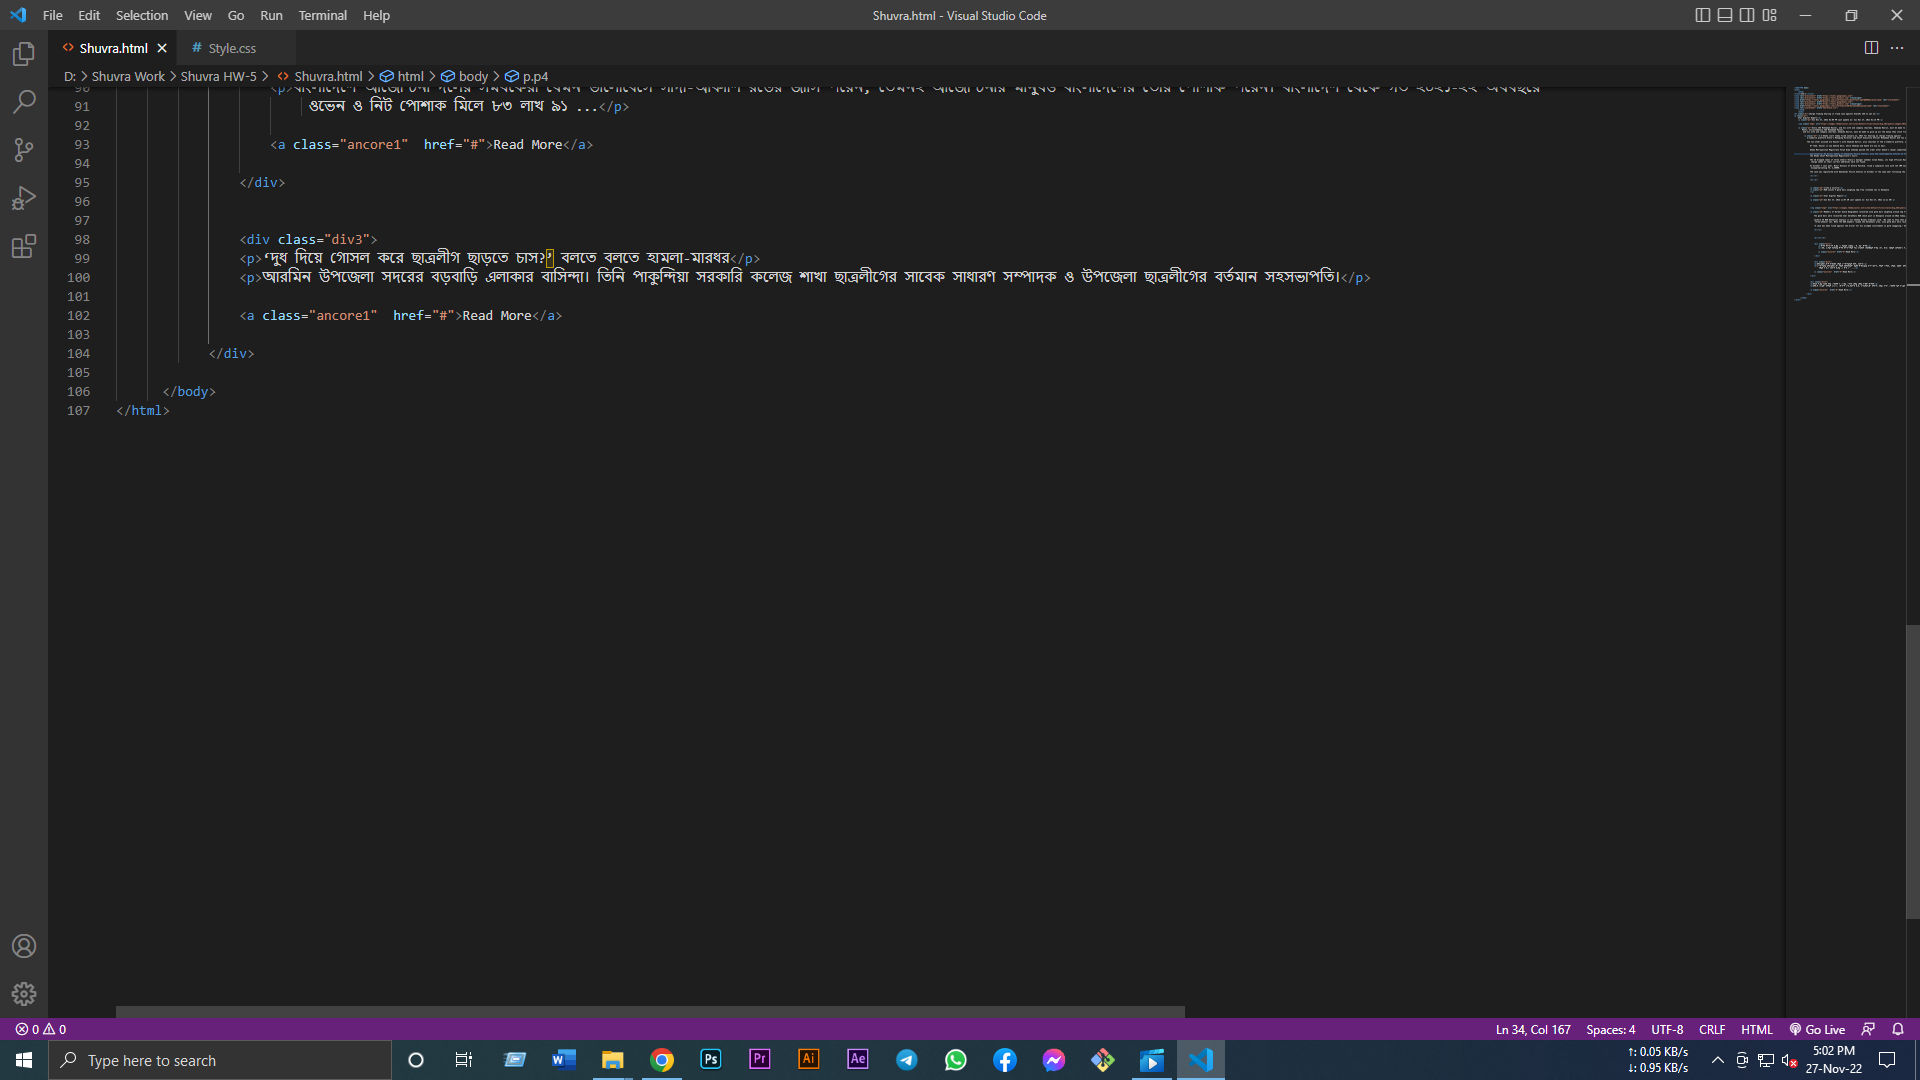 File Edit Selection View Go Run Terminal Help
Shuvra.html - Visual Studio Code
Shuvra.html
# Style.css
D: > Shuvra Work > Shuvra HW-5 > Shuvra.html > html > body > p.p4
91 ওভেন ও নিট পোশাক মিলে ৮৩ লাখ ৯১ ...</p>
92
93 <a class="ancore1"  href="#">Read More</a>
94
95 </div>
96
97
98 <div class="div3">
99 <p>‘দুধ দিয়ে গোসল করে ছাত্রলীগ ছাড়তে চাস?’ বলতে বলতে হামলা-মারধর</p>
100 <p>আরমিন উপজেলা সদরের বড়বাড়ি এলাকার বাসিন্দা। তিনি পাকুন্দিয়া সরকারি কলেজ শাখা ছাত্রলীগের সাবেক সাধারণ সম্পাদক ও উপজেলা ছাত্রলীগের বর্তমান সহসভাপতি।</p>
101
102 <a class="ancore1"  href="#">Read More</a>
103
104 </div>
105
106 </body>
107 </html>
0 0
Ln 34, Col 167 Spaces: 4 UTF-8 CRLF HTML Go Live
Type here to search
Ps Pr Ai Ae
↑: 0.05 KB/s
↓: 0.95 KB/s
5:02 PM
27-Nov-22